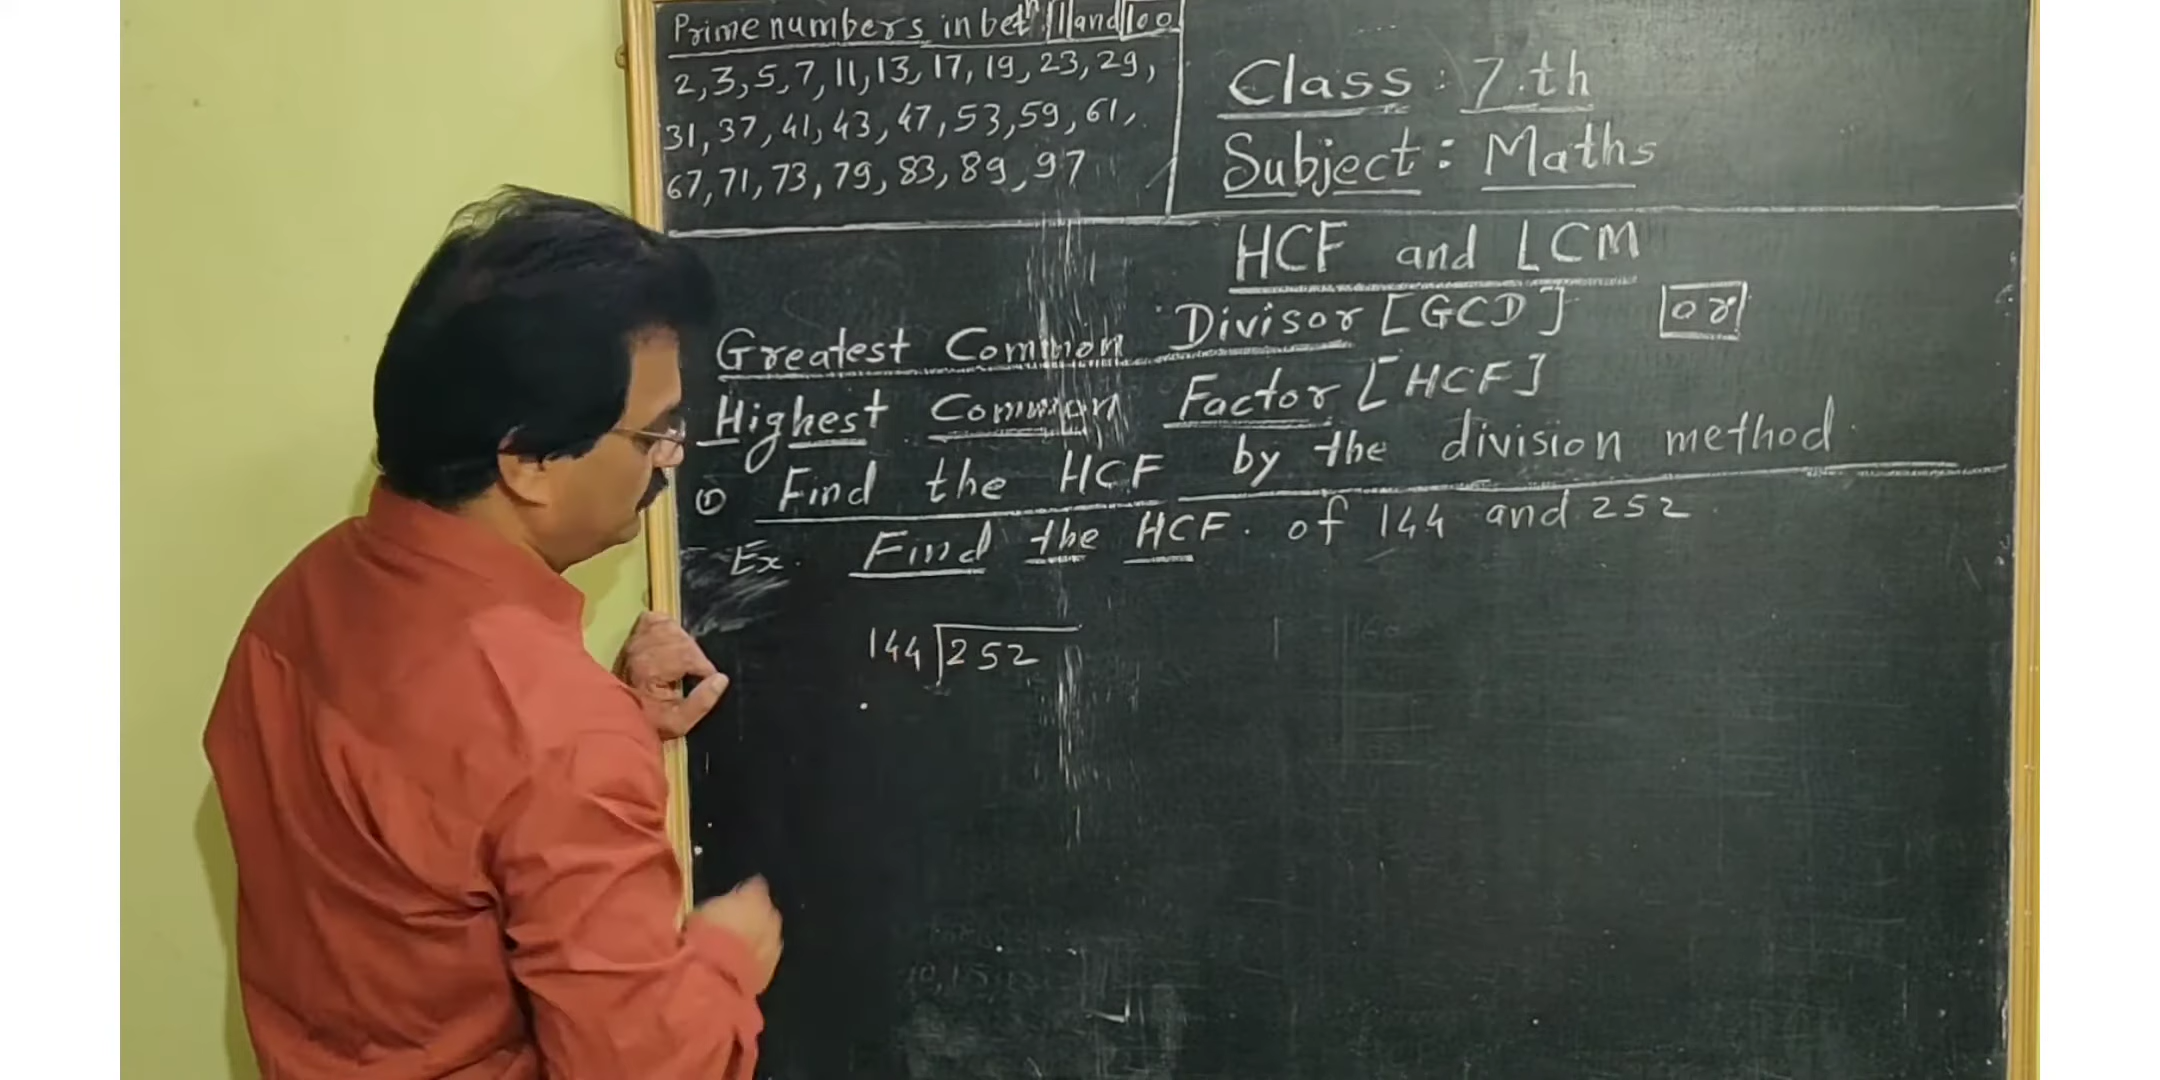 Prime numbers in betn 1 and 100
2, 3, 5, 7, 11, 13, 17, 19, 23, 29,
31, 37, 41, 43, 47, 53, 59, 61,
67, 71, 73, 79, 83, 89, 97
Class : 7.th
Subject : Maths
HCF and LCM
Greatest Common Divisor [GCD] or
Highest Common Factor [HCF]
① Find the HCF by the division method
Ex. Find the HCF. of 144 and 252
144 252